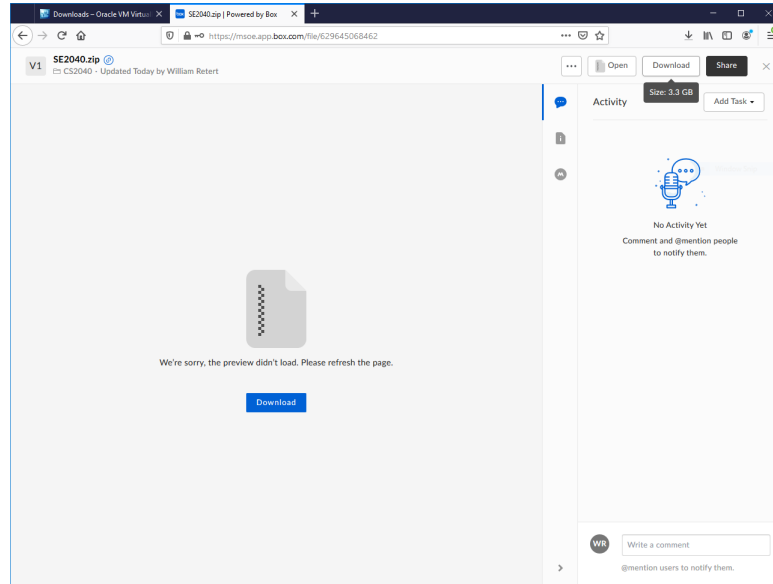 Downloads – Oracle VM Virtual
SE2040.zip | Powered by Box
https://msoe.app.box.com/file/629645068462
V1
SE2040.zip
CS2040 - Updated Today by William Retert
Open
Download
Share
Size: 3.3 GB
Activity
Add Task
No Activity Yet
Comment and @mention people
to notify them.
We're sorry, the preview didn't load. Please refresh the page.
Download
WR
Write a comment
@mention users to notify them.